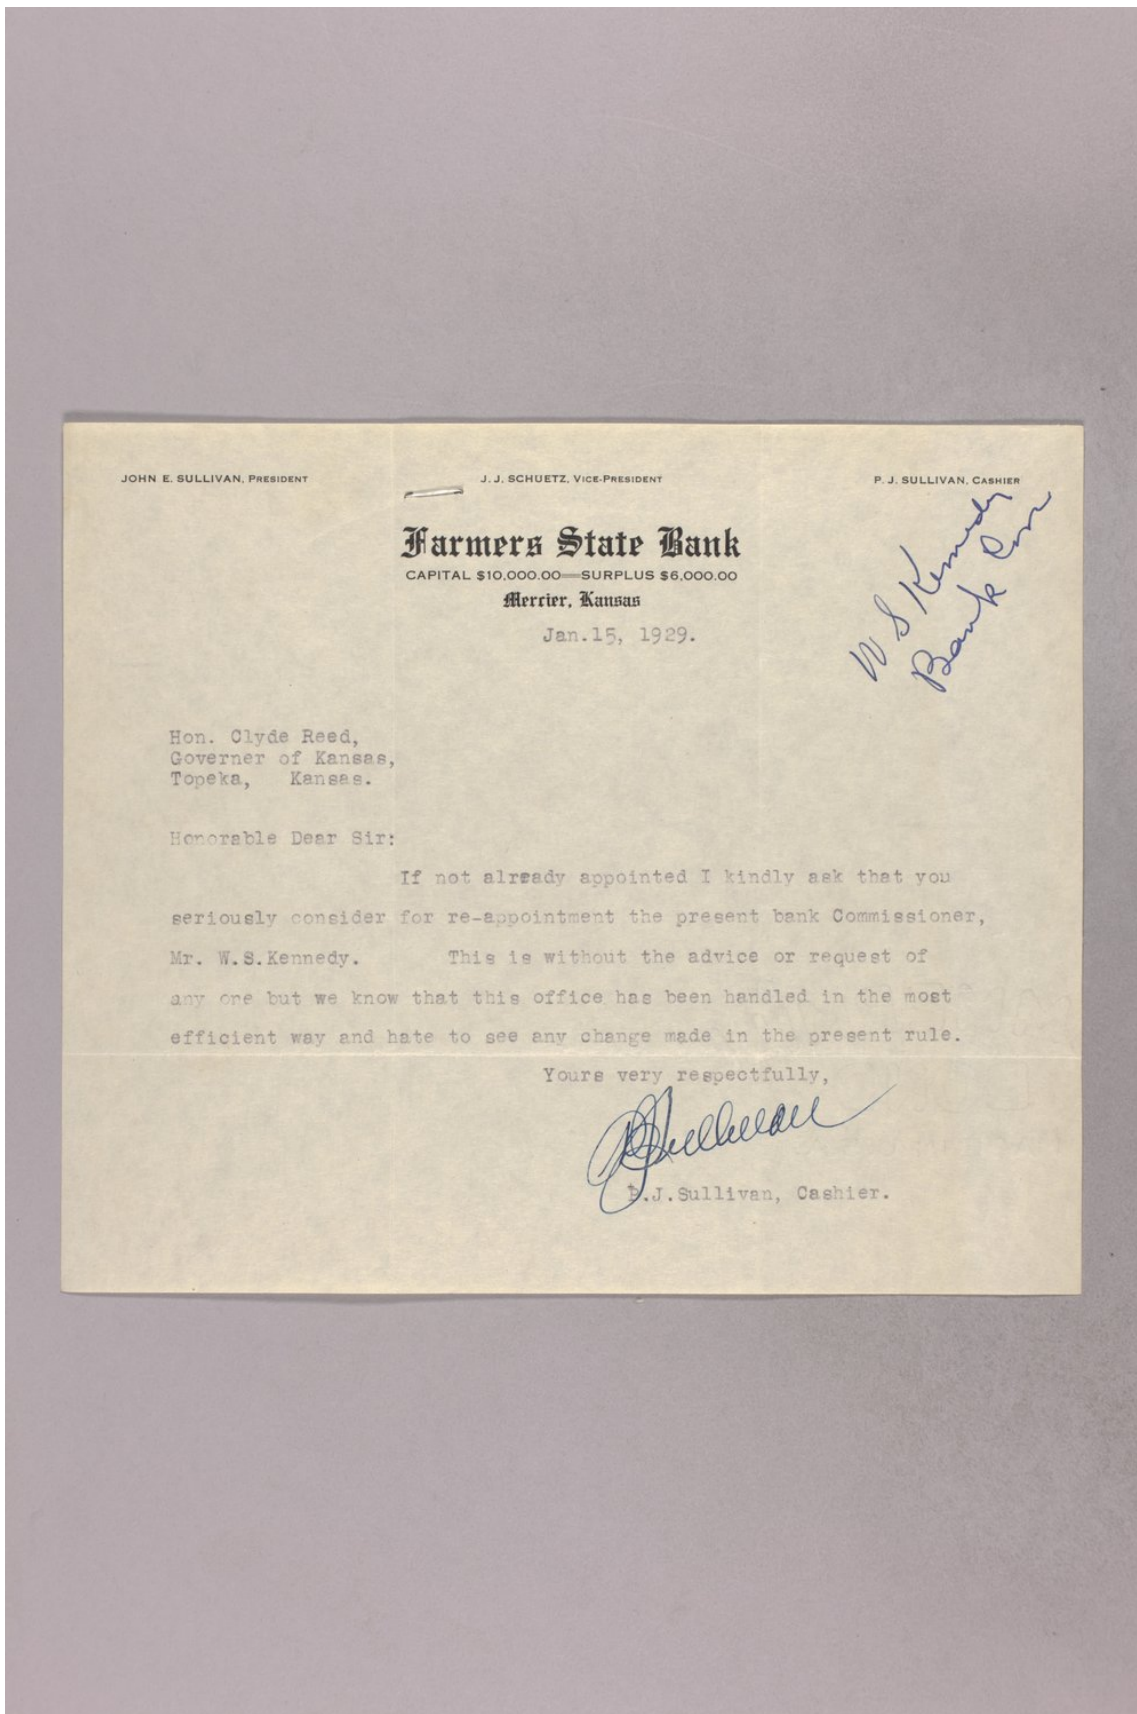 JOHN E. SULLIVAN, PRESIDENT
J. J. SCHUETZ, VICE-PRESIDENT
P. J. SULLIVAN, CASHIER
Farmers State Bank
CAPITAL $10,000.00—SURPLUS $6,000.00
Mercier, Kansas
Jan.15, 1929.
W S Kennedy
Bank Com
Hon. Clyde Reed,
Governer of Kansas,
Topeka, Kansas.
Honorable Dear Sir:
If not already appointed I kindly ask that you
seriously consider for re-appointment the present bank Commissioner,
Mr. W.S.Kennedy. This is without the advice or request of
any one but we know that this office has been handled in the most
efficient way and hate to see any change made in the present rule.
Yours very respectfully,
PJSullivan
P.J.Sullivan, Cashier.